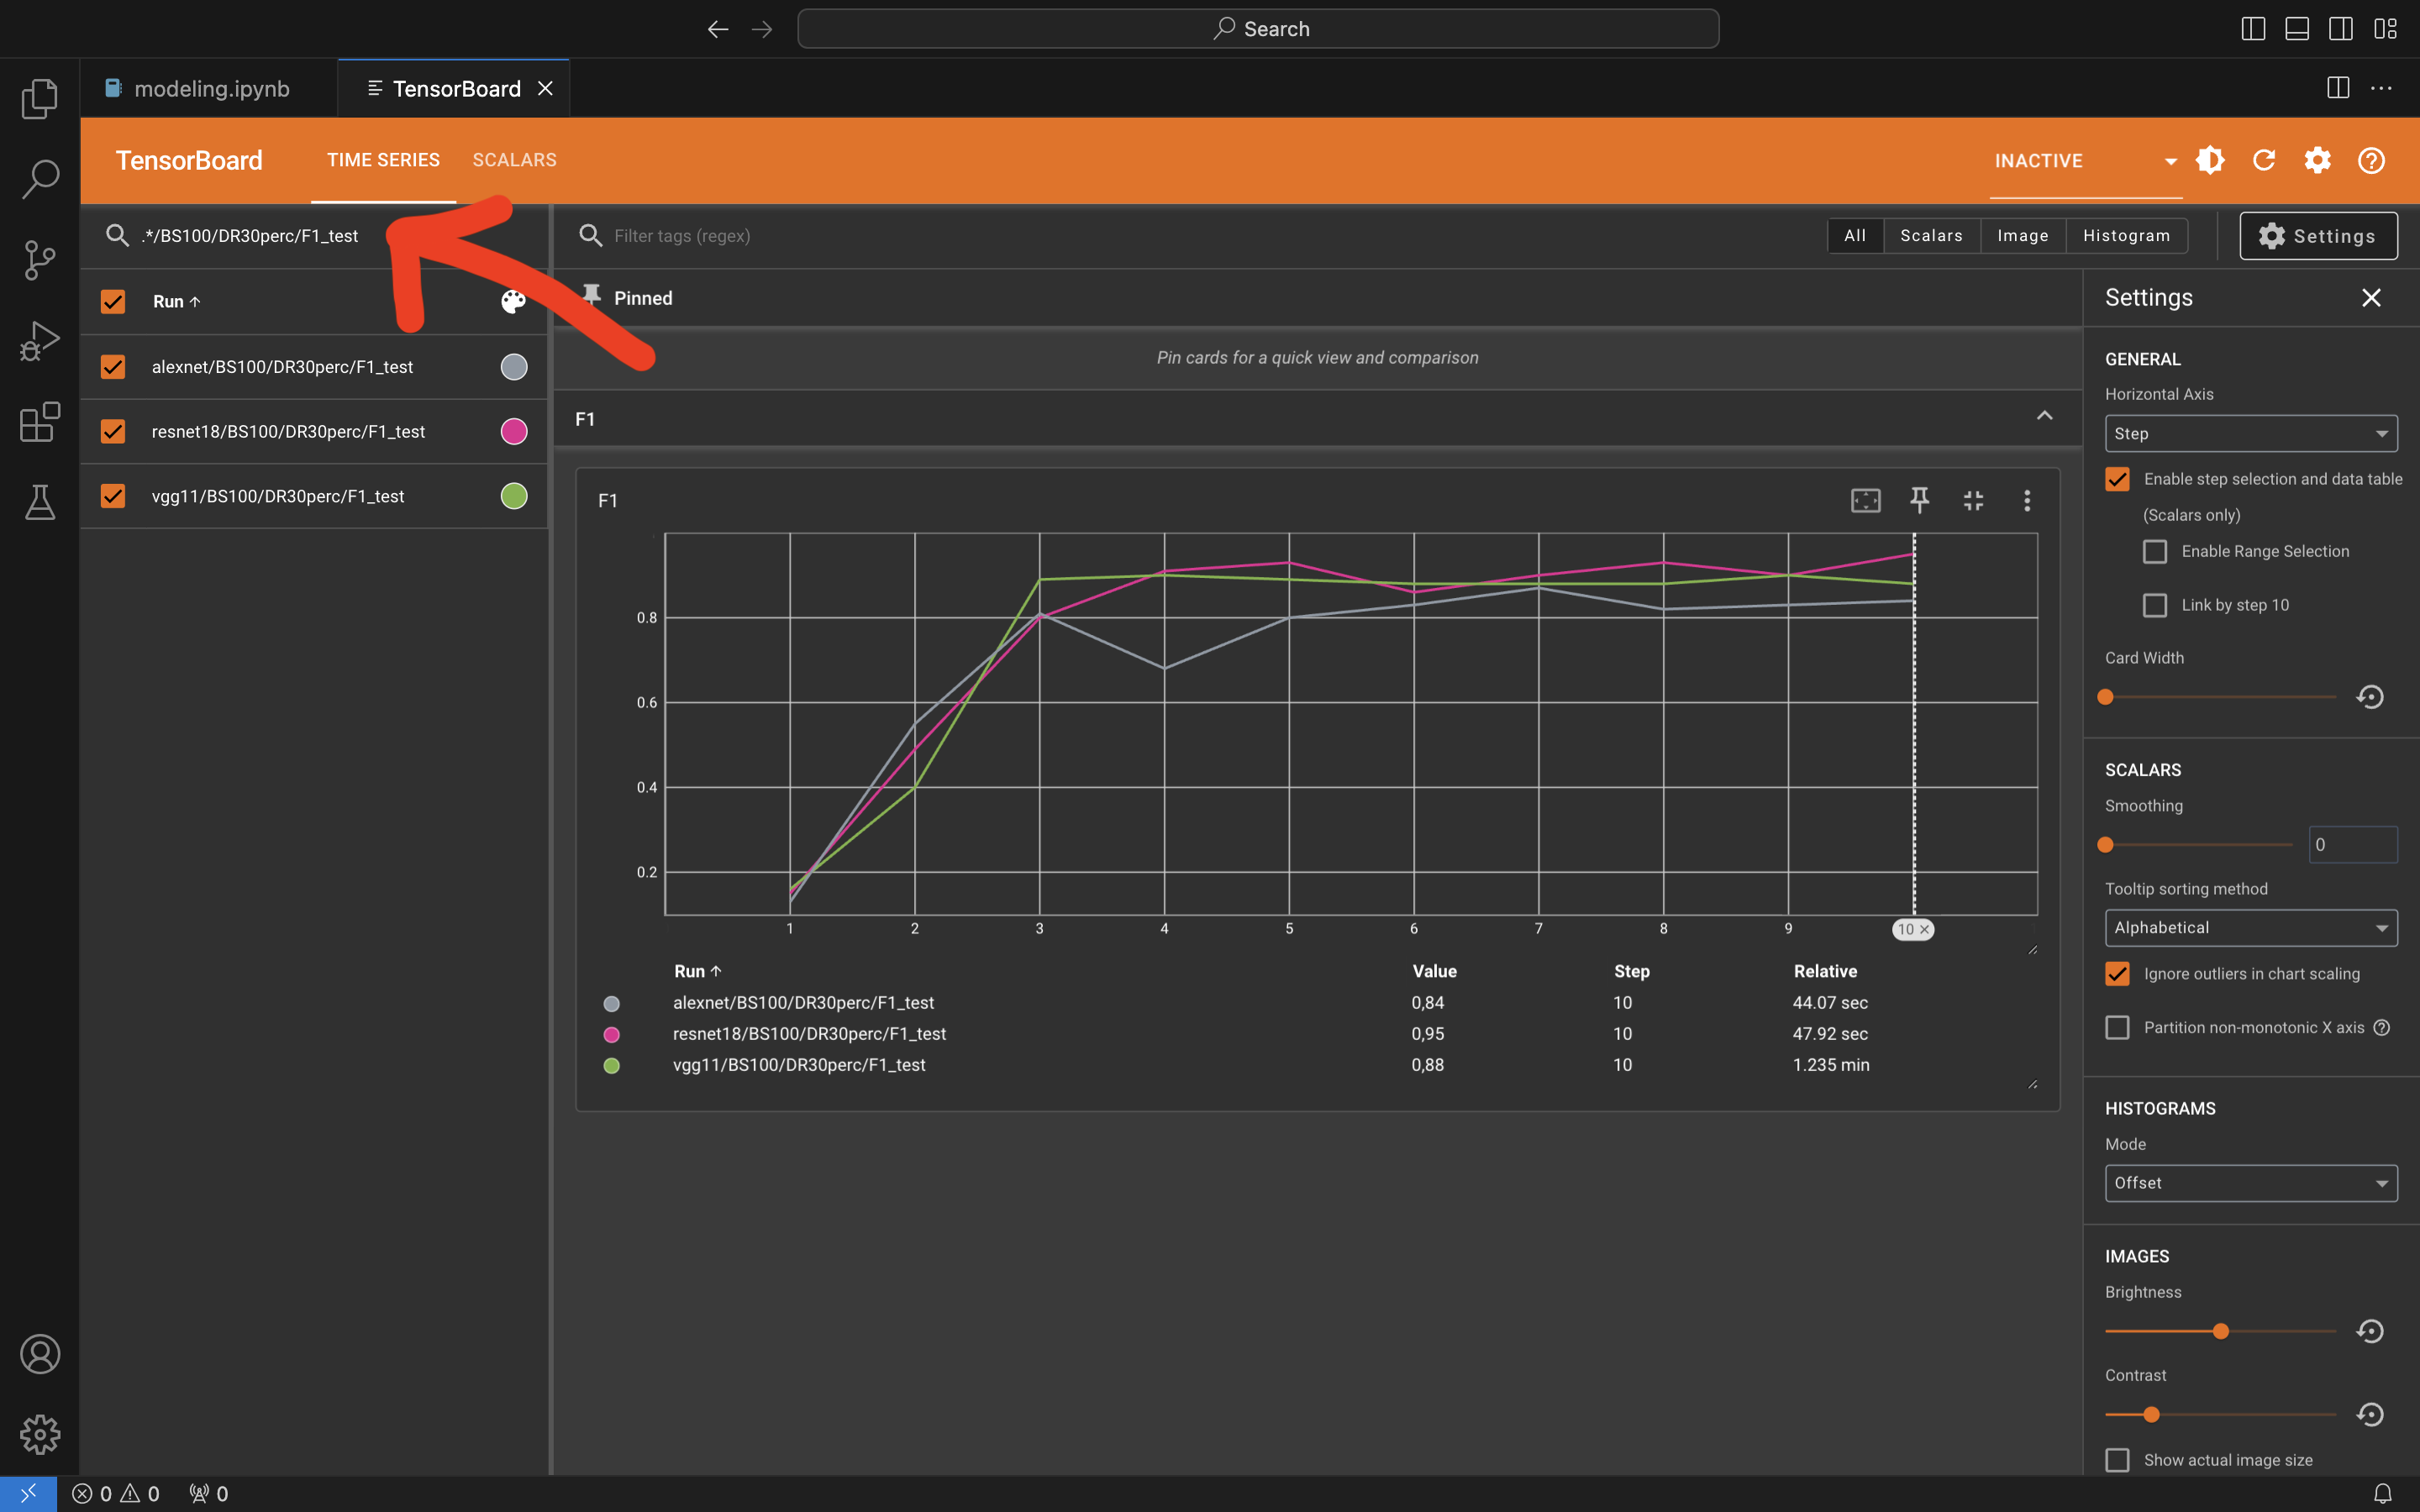 Search
modeling.ipynb
TensorBoard
TensorBoard
TIME SERIES
SCALARS
INACTIVE
.*/BS100/DR30perc/F1_test
Filter tags (regex)
All
Scalars
Image
Histogram
Settings
Run
alexnet/BS100/DR30perc/F1_test
resnet18/BS100/DR30perc/F1_test
vgg11/BS100/DR30perc/F1_test
Pinned
Pin cards for a quick view and comparison
F1
F1
0.8
0.6
0.4
0.2
1 2 3 4 5 6 7 8 9 10
Run Value Step Relative
alexnet/BS100/DR30perc/F1_test 0,84 10 44.07 sec
resnet18/BS100/DR30perc/F1_test 0,95 10 47.92 sec
vgg11/BS100/DR30perc/F1_test 0,88 10 1.235 min
Settings
GENERAL
Horizontal Axis
Step
Enable step selection and data table
(Scalars only)
Enable Range Selection
Link by step 10
Card Width
SCALARS
Smoothing
0
Tooltip sorting method
Alphabetical
Ignore outliers in chart scaling
Partition non-monotonic X axis
HISTOGRAMS
Mode
Offset
IMAGES
Brightness
Contrast
Show actual image size
0 0 0